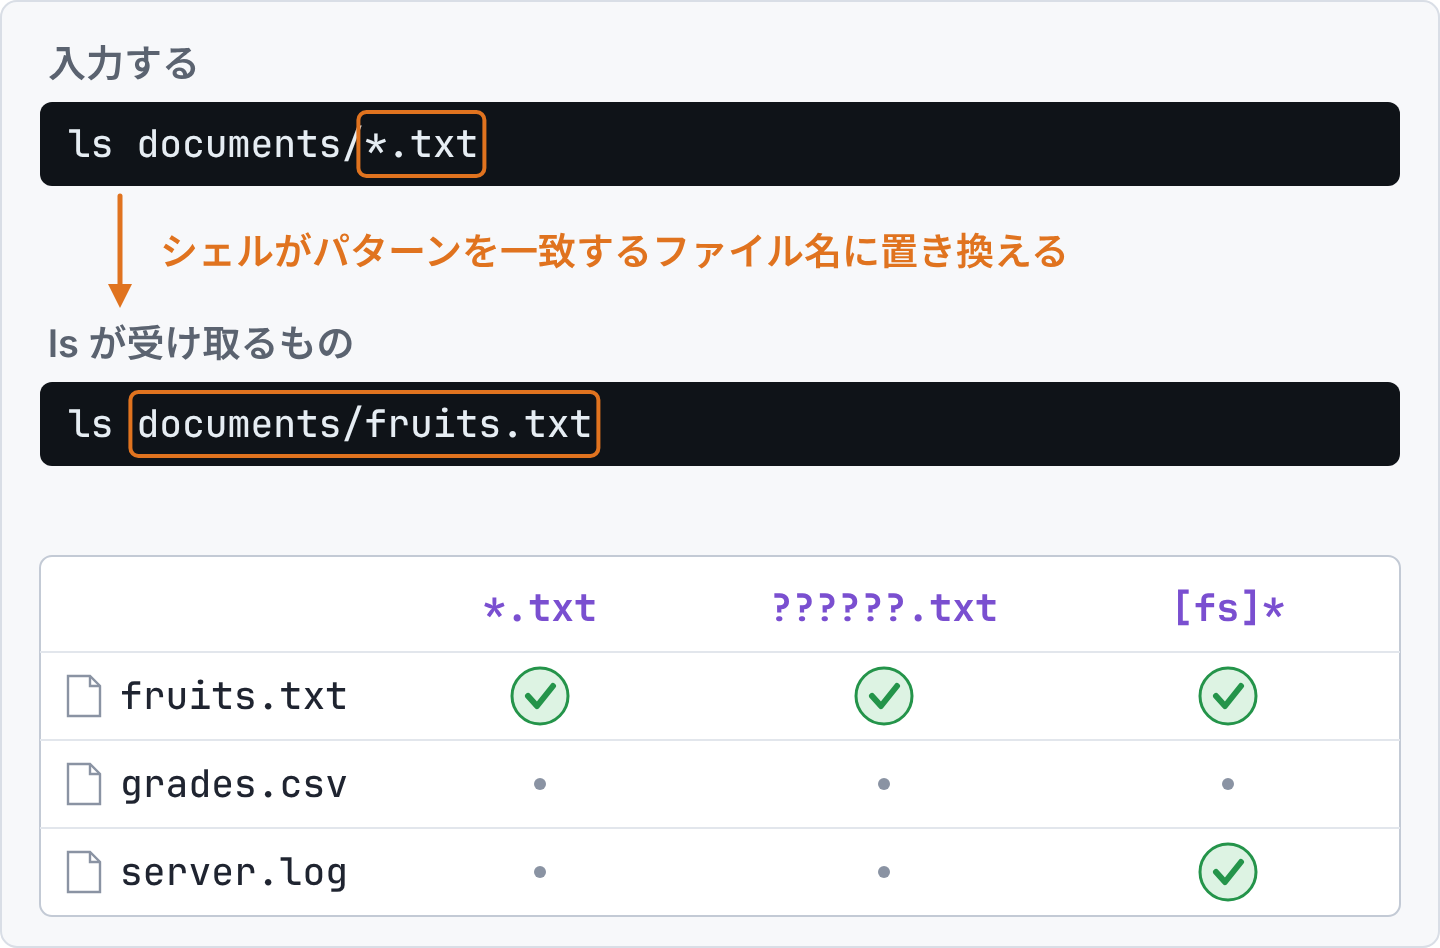 入力する
ls documents/*.txt
シェルがパターンを一致するファイル名に置き換える
ls が受け取るもの
ls documents/fruits.txt
*.txt ??????.txt [fs]*
fruits.txt
grades.csv
server.log